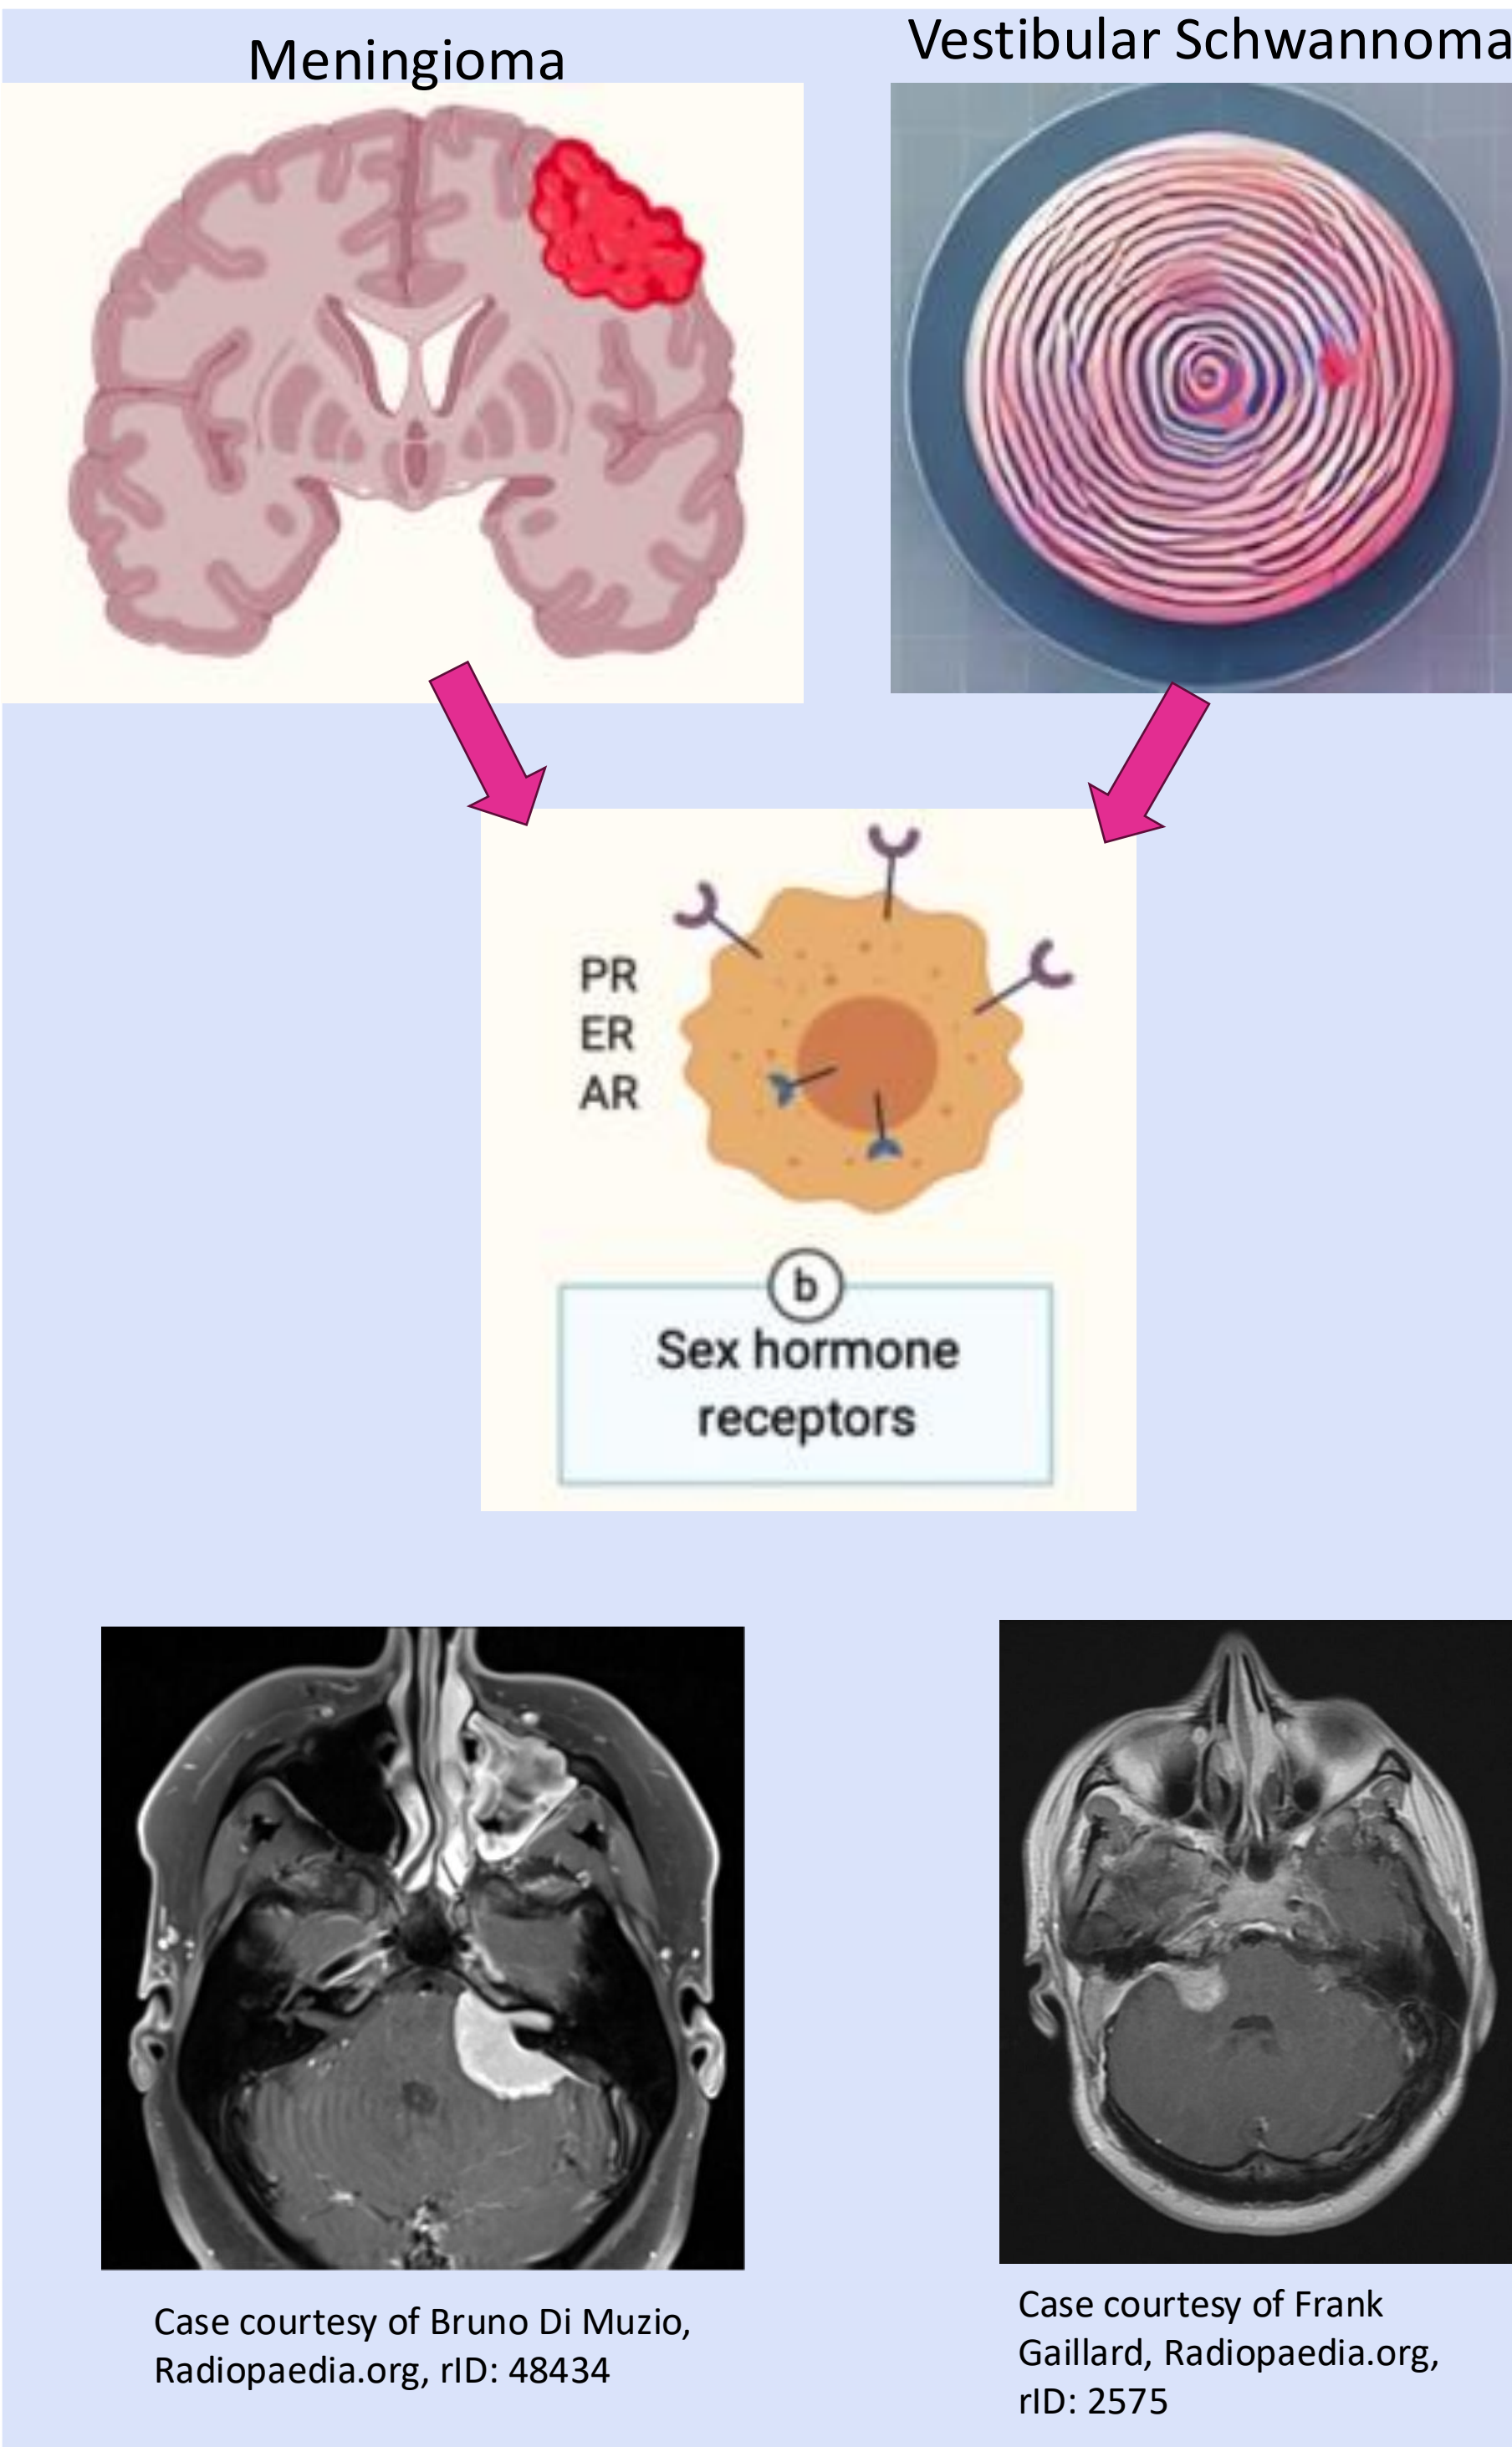 Meningioma
Vestibular Schwannoma
PR
ER
AR
b
Sex hormone
receptors
Case courtesy of Bruno Di Muzio,
Radiopaedia.org, rID: 48434
Case courtesy of Frank
Gaillard, Radiopaedia.org,
rID: 2575